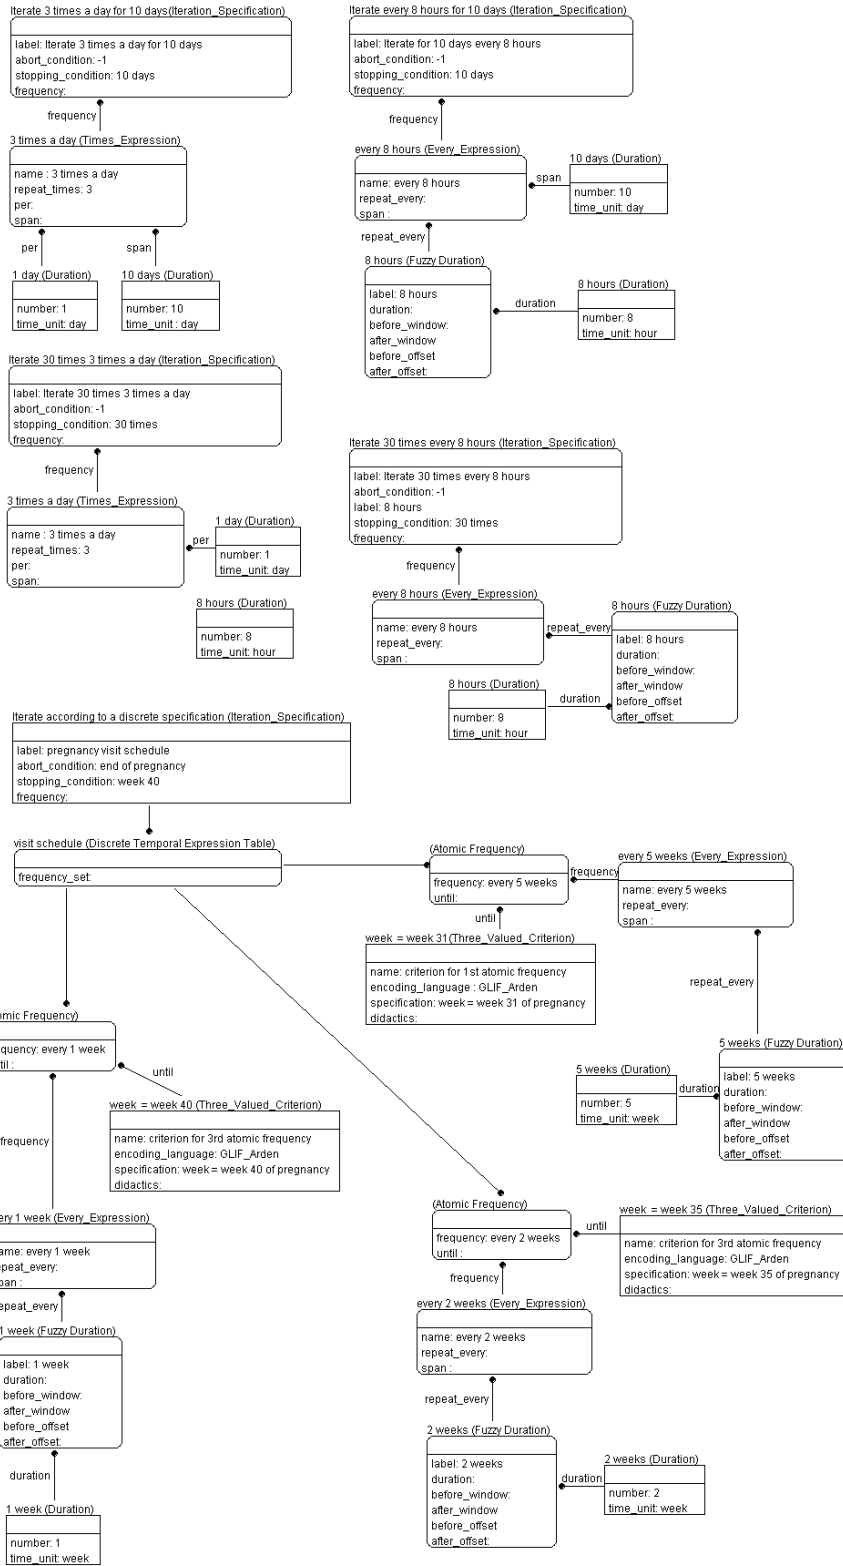 Iterate 3 times a day for 10 days(Iteration_Specification)
label: Iterate 3 times a day for 10 days
abort_condition: -1
stopping_condition: 10 days
frequency:
frequency
3 times a day (Times_Expression)
name : 3 times a day
repeat_times: 3
per:
span:
per
span
1 day (Duration)
number: 1
time_unit: day
10 days (Duration)
number: 10
time_unit : day
Iterate every 8 hours for 10 days (Iteration_Specification)
label: Iterate for 10 days every 8 hours
abort_condition: -1
stopping_condition: 10 days
frequency:
frequency
every 8 hours (Every_Expression)
name: every 8 hours
repeat_every:
span :
span
10 days (Duration)
number: 10
time_unit: day
repeat_every
8 hours (Fuzzy Duration)
label: 8 hours
duration:
before_window:
after_window
before_offset
after_offset:
duration
8 hours (Duration)
number: 8
time_unit: hour
Iterate 30 times 3 times a day (Iteration_Specification)
label: Iterate 30 times 3 times a day
abort_condition: -1
stopping_condition: 30 times
frequency:
frequency
3 times a day (Times_Expression)
name : 3 times a day
repeat_times: 3
per:
span:
per
1 day (Duration)
number: 1
time_unit: day
8 hours (Duration)
number: 8
time_unit: hour
Iterate 30 times every 8 hours (Iteration_Specification)
label: Iterate 30 times every 8 hours
abort_condition: -1
label: 8 hours
stopping_condition: 30 times
frequency:
frequency
every 8 hours (Every_Expression)
name: every 8 hours
repeat_every:
span :
repeat_every
8 hours (Fuzzy Duration)
label: 8 hours
duration:
before_window:
after_window
before_offset
after_offset:
8 hours (Duration)
number: 8
time_unit: hour
duration
Iterate according to a discrete specification (Iteration_Specification)
label: pregnancy visit schedule
abort_condition: end of pregnancy
stopping_condition: week 40
frequency:
visit schedule (Discrete Temporal Expression Table)
frequency_set:
(Atomic Frequency)
frequency: every 5 weeks
until:
frequency
every 5 weeks (Every_Expression)
name: every 5 weeks
repeat_every:
span :
until
week = week 31(Three_Valued_Criterion)
name: criterion for 1st atomic frequency
encoding_language : GLIF_Arden
specification: week = week 31 of pregnancy
didactics:
repeat_every
5 weeks (Fuzzy Duration)
label: 5 weeks
duration:
before_window:
after_window
before_offset
after_offset:
5 weeks (Duration)
number: 5
time_unit: week
duration
omic Frequency)
quency: every 1 week
til :
until
week = week 40 (Three_Valued_Criterion)
name: criterion for 3rd atomic frequency
encoding_language: GLIF_Arden
specification: week = week 40 of pregnancy
didactics:
frequency
ery 1 week (Every_Expression)
ame: every 1 week
epeat_every:
pan :
epeat_every
1 week (Fuzzy Duration)
label: 1 week
duration:
before_window:
after_window
before_offset
after_offset:
duration
1 week (Duration)
number: 1
time_unit: week
(Atomic Frequency)
frequency: every 2 weeks
until :
until
week = week 35 (Three_Valued_Criterion)
name: criterion for 3rd atomic frequency
encoding_language: GLIF_Arden
specification: week = week 35 of pregnancy
didactics:
frequency
every 2 weeks (Every_Expression)
name: every 2 weeks
repeat_every:
span :
repeat_every
2 weeks (Fuzzy Duration)
label: 2 weeks
duration:
before_window:
after_window
before_offset
after_offset:
duration
2 weeks (Duration)
number: 2
time_unit: week